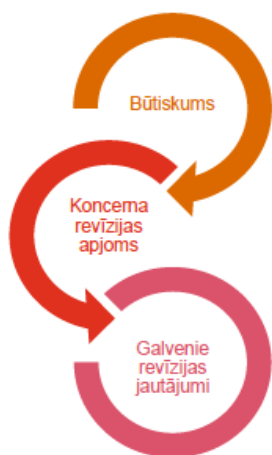 Būtiskums
Koncerna
revīzijas
apjoms
Galvenie
revīzijas
jautājumi